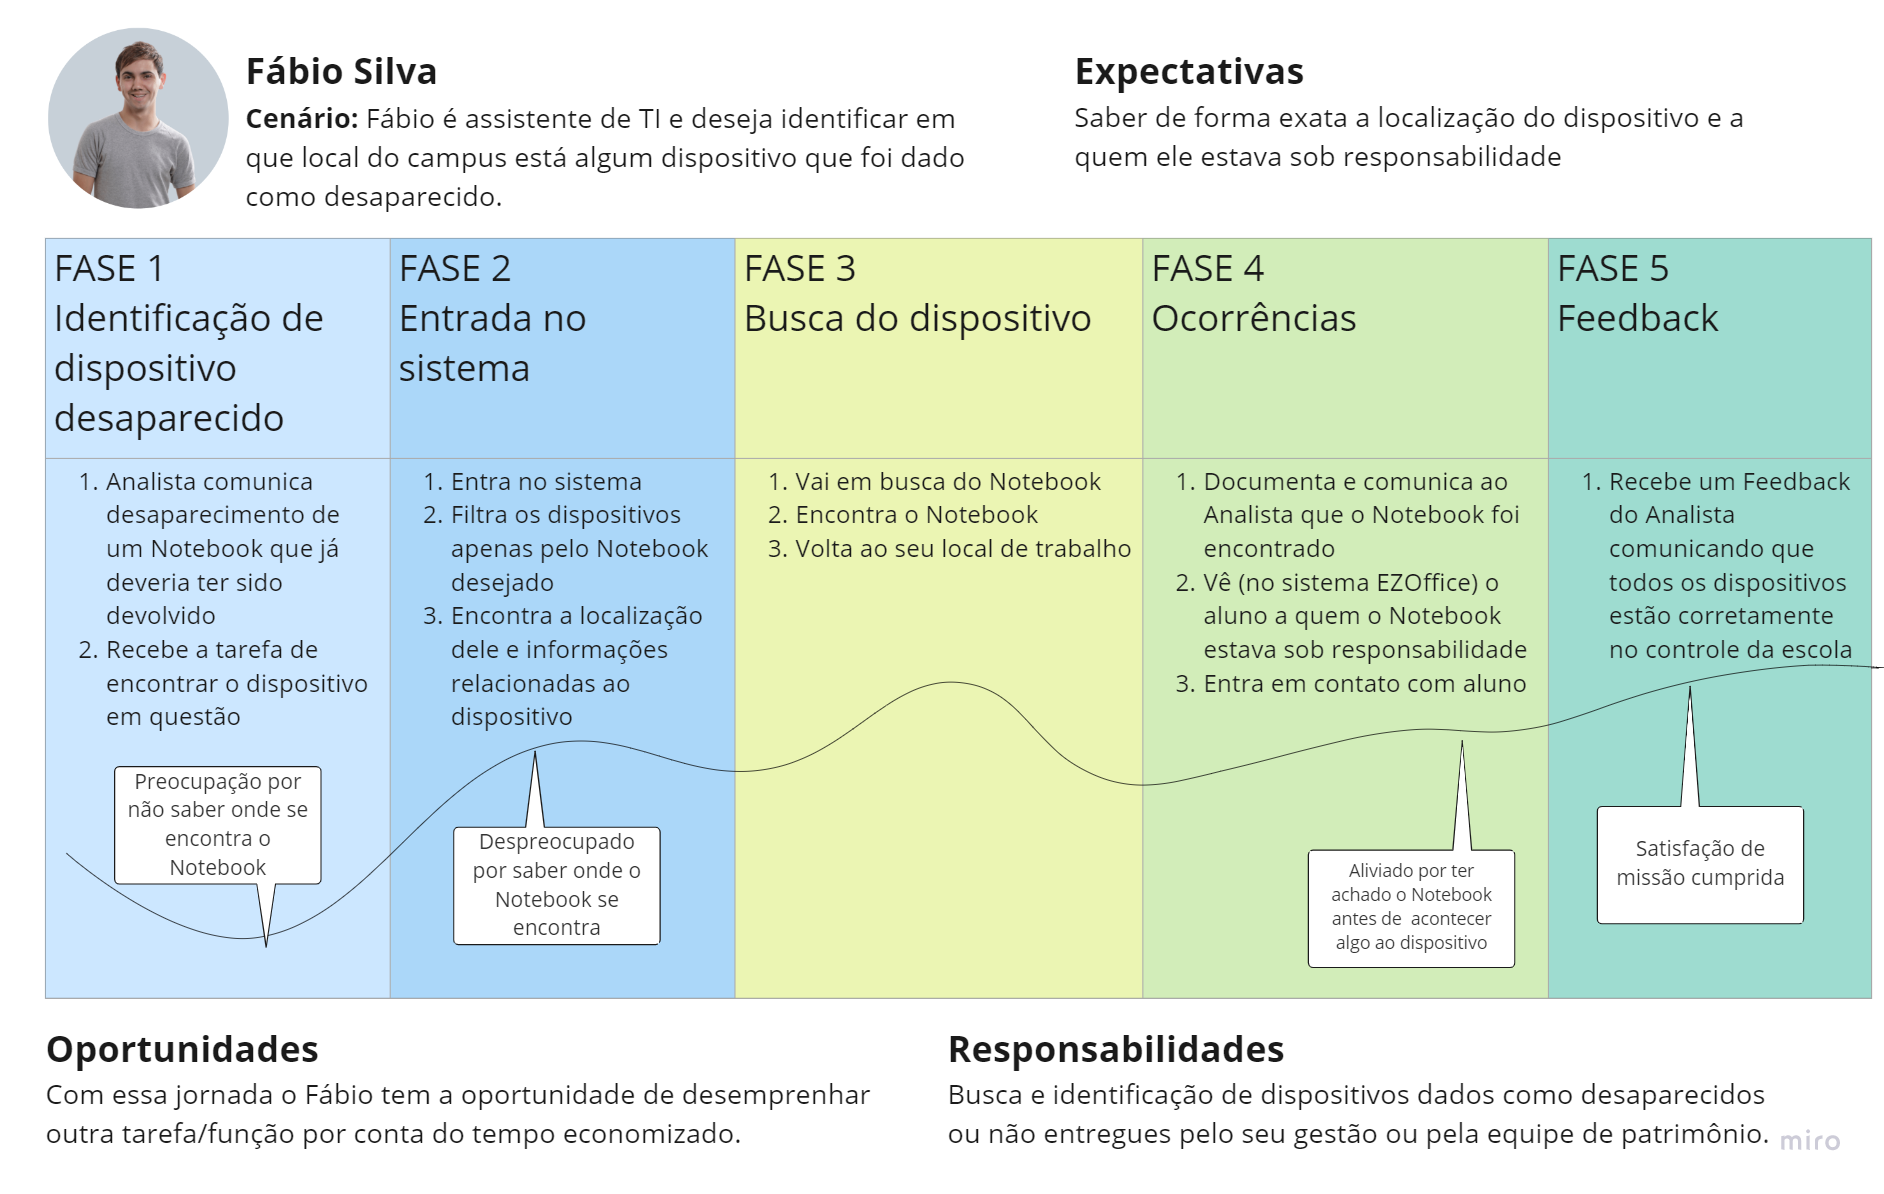 Fábio Silva
Cenário: Fábio é assistente de TI e deseja identificar em
que local do campus está algum dispositivo que foi dado
como desaparecido.
Expectativas
Saber de forma exata a localização do dispositivo e a
quem ele estava sob responsabilidade
FASE 1
Identificação de
dispositivo
desaparecido
FASE 2
Entrada no
sistema
FASE 3
Busca do dispositivo
FASE 4
Ocorrências
FASE 5
Feedback
1. Analista comunica
desaparecimento de
um Notebook que já
deveria ter sido
devolvido
2. Recebe a tarefa de
encontrar o dispositivo
em questão
1. Entra no sistema
2. Filtra os dispositivos
apenas pelo Notebook
desejado
3. Encontra a localização
dele e informações
relacionadas ao
dispositivo
1. Vai em busca do Notebook
2. Encontra o Notebook
3. Volta ao seu local de trabalho
1. Documenta e comunica ao
Analista que o Notebook foi
encontrado
2. Vê (no sistema EZOffice) o
aluno a quem o Notebook
estava sob responsabilidade
3. Entra em contato com aluno
1. Recebe um Feedback
do Analista
comunicando que
todos os dispositivos
estão corretamente
no controle da escola
Preocupação por
não saber onde se
encontra o
Notebook
Despreocupado
por saber onde o
Notebook se
encontra
Aliviado por ter
achado o Notebook
antes de  acontecer
algo ao dispositivo
Satisfação de
missão cumprida
Oportunidades
Com essa jornada o Fábio tem a oportunidade de desemprenhar
outra tarefa/função por conta do tempo economizado.
Responsabilidades
Busca e identificação de dispositivos dados como desaparecidos
ou não entregues pelo seu gestão ou pela equipe de patrimônio.
miro